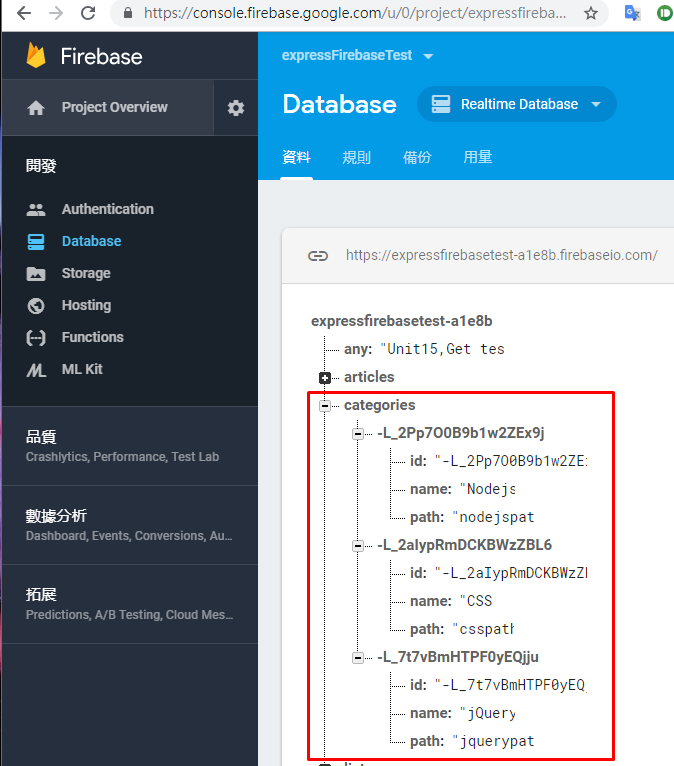 https://console.firebase.google.com/u/0/project/expressfireba...
Firebase
expressFirebaseTest
Project Overview
Database
Realtime Database
資料
規則
備份
用量
開發
Authentication
Database
Storage
Hosting
Functions
ML Kit
品質
Crashlytics, Performance, Test Lab
數據分析
Dashboard, Events, Conversions, Au...
拓展
Predictions, A/B Testing, Cloud Mes...
https://expressfirebasetest-a1e8b.firebaseio.com/
expressfirebasetest-a1e8b
any: "Unit15,Get tes
articles
categories
-L_2Pp7O0B9b1w2ZEx9j
id: "-L_2Pp7O0B9b1w2ZE
name: "Nodejs
path: "nodejspat
-L_2aIypRmDCKBWzZBL6
id: "-L_2aIypRmDCKBWzZ
name: "CSS
path: "csspath
-L_7t7vBmHTPF0yEQjju
id: "-L_7t7vBmHTPF0yEQ
name: "jQuery
path: "jquerypat